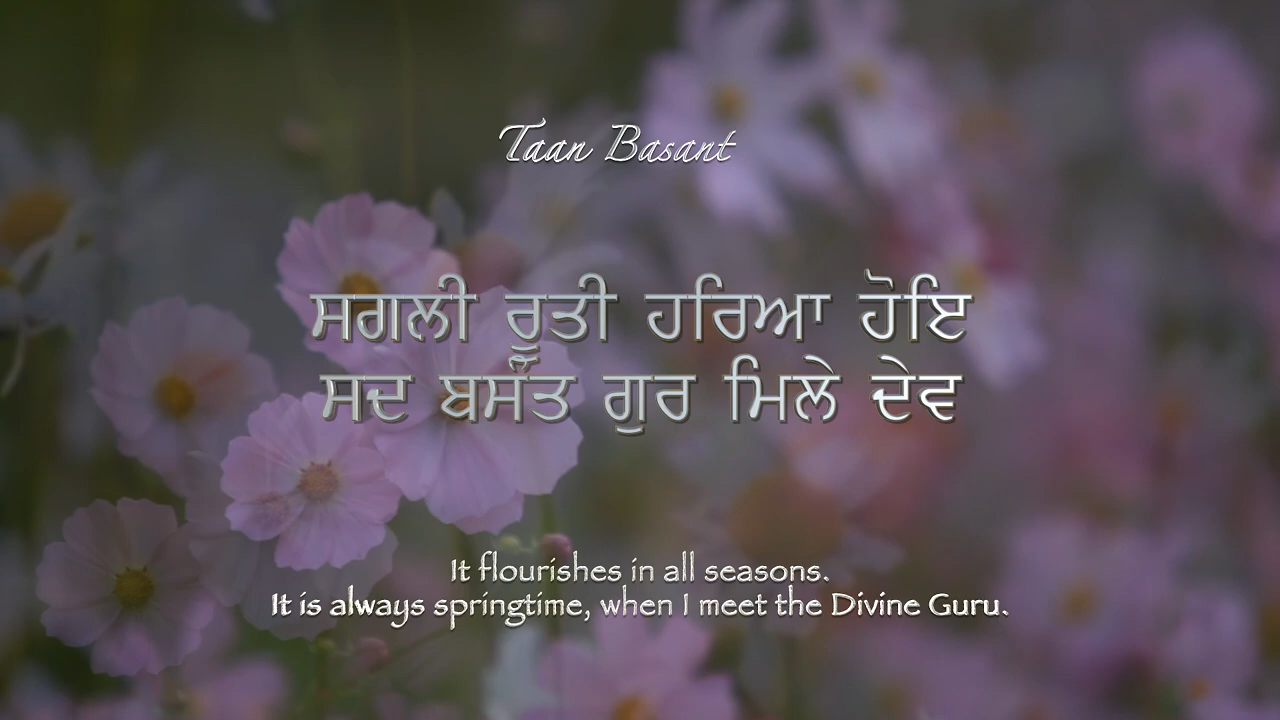 Taan Basant
ਸਗਲੀ ਰੂਤੀ ਹਰਿਆ ਹੋਇ
ਸਦ ਬਸੰਤ ਗੁਰ ਮਿਲੇ ਦੇਵ
It flourishes in all seasons.
It is always springtime, when I meet the Divine Guru.